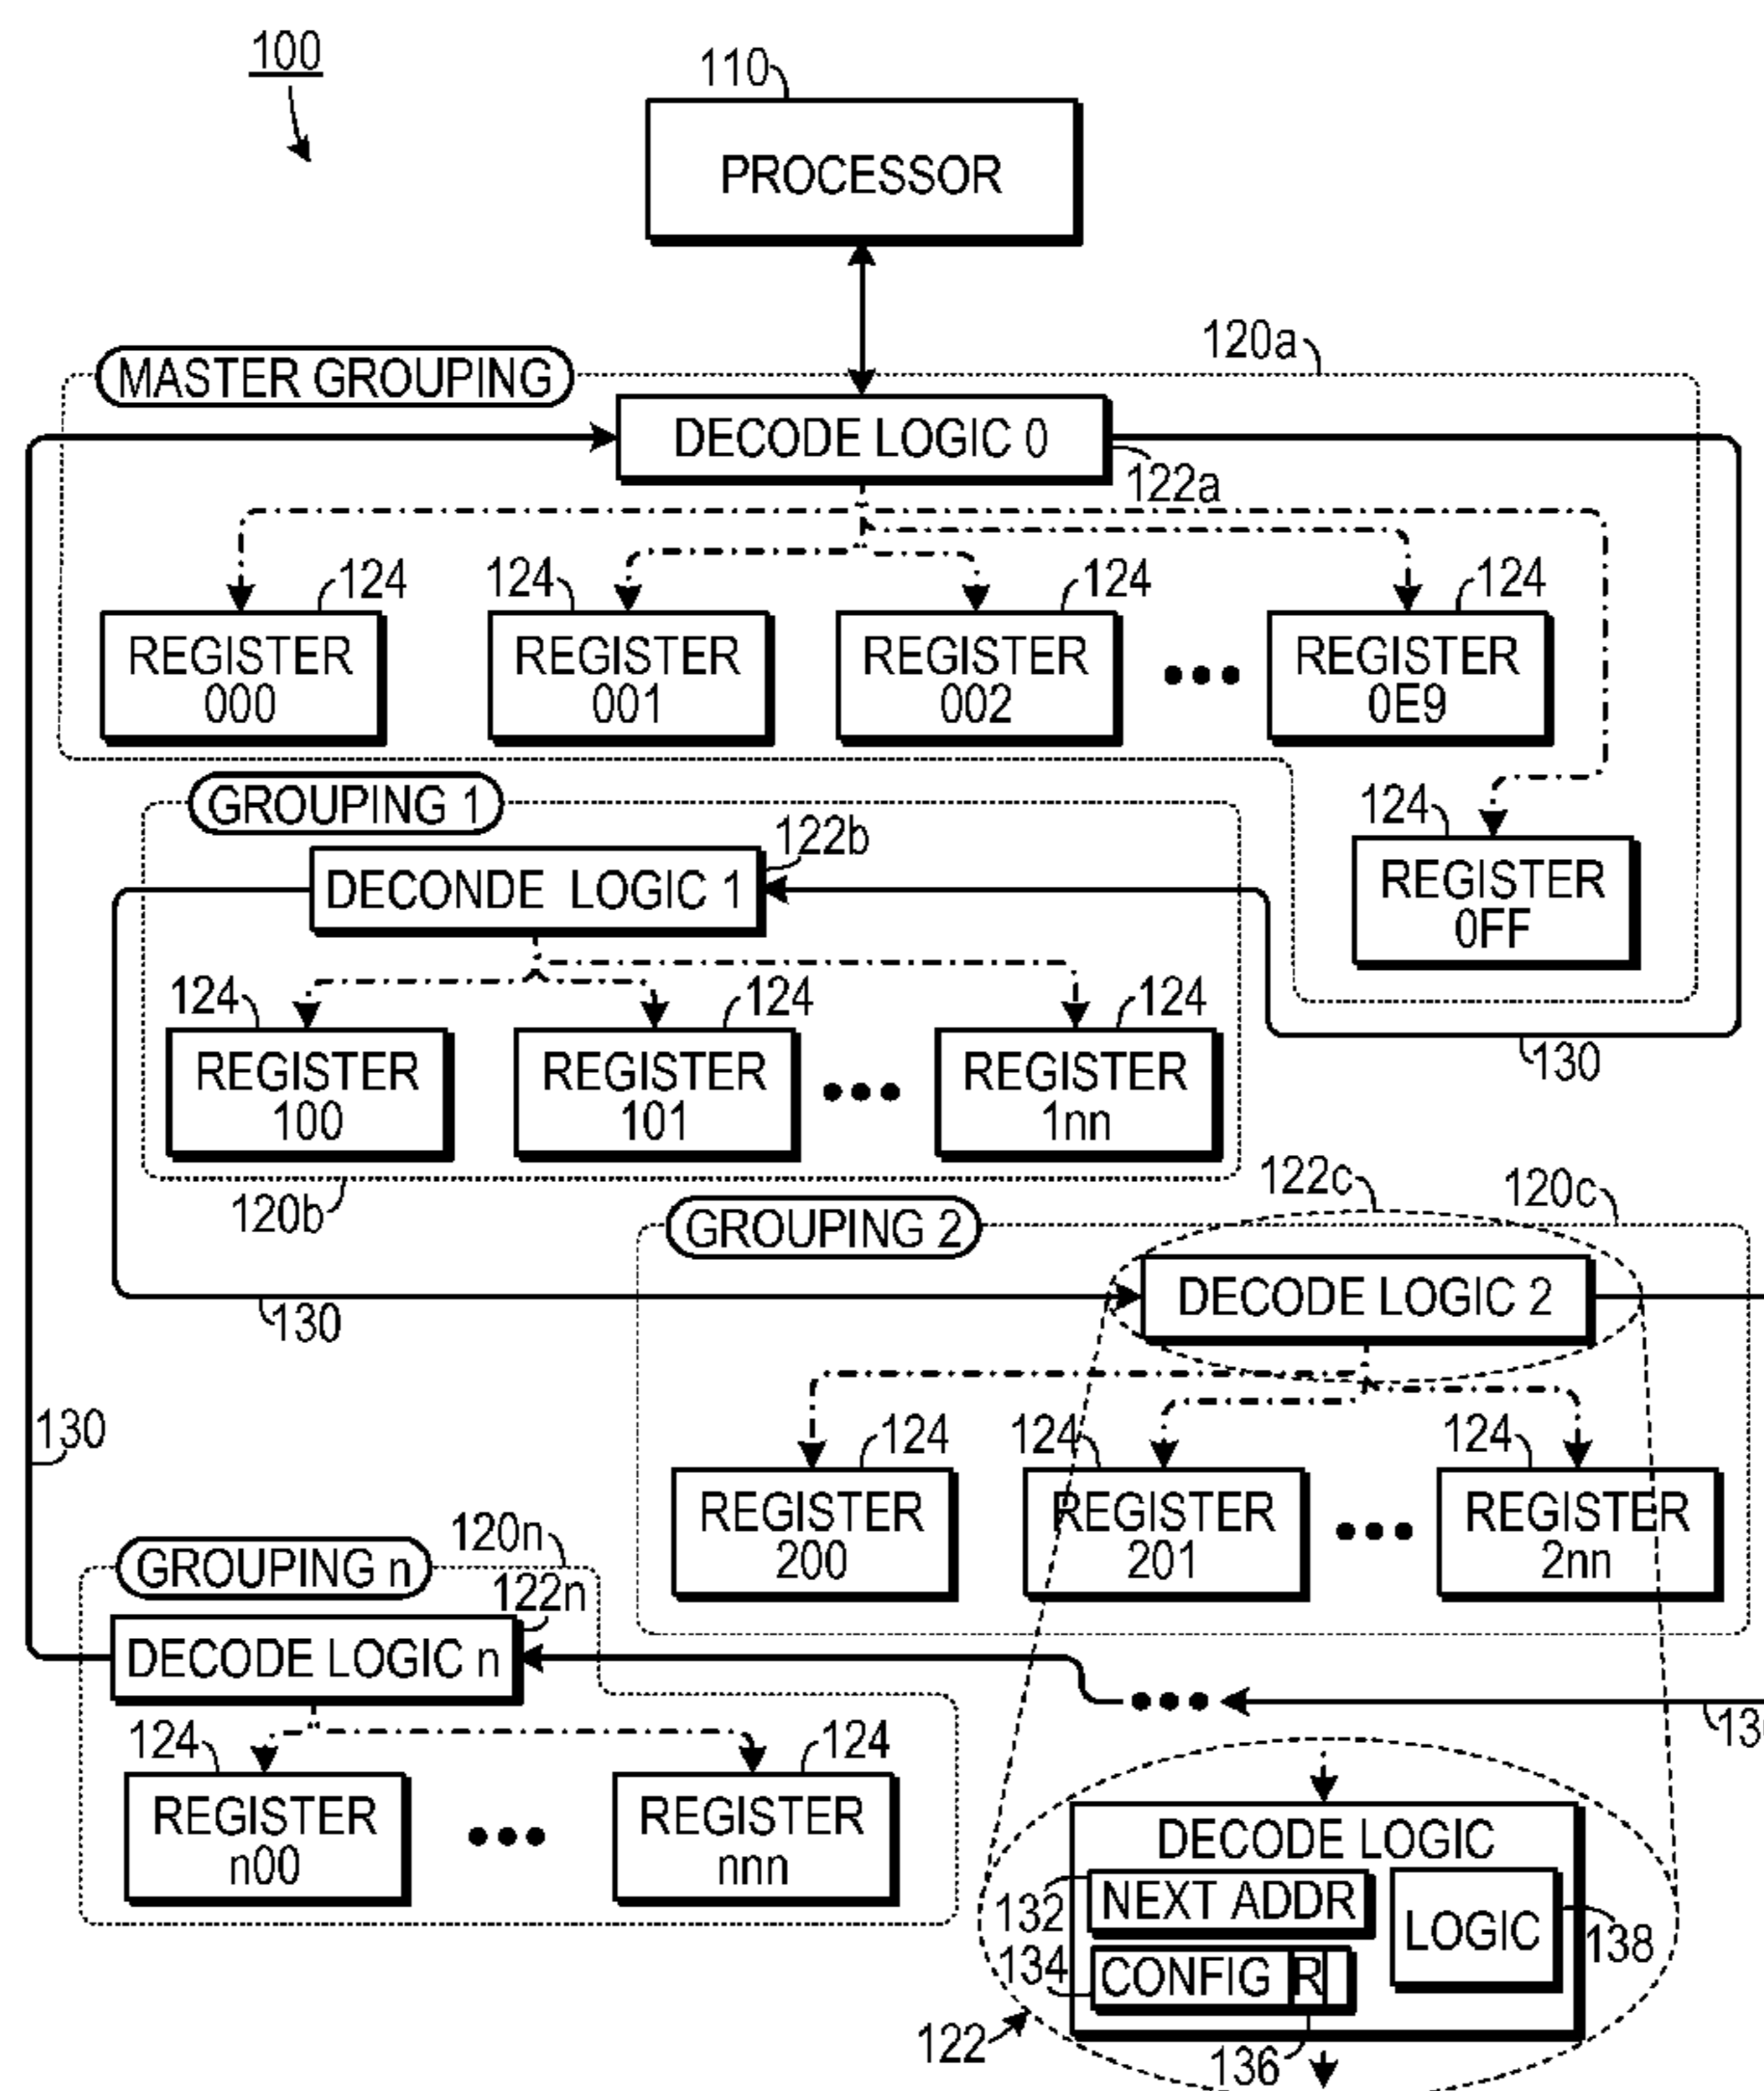 100
110
PROCESSOR
120a
MASTER GROUPING
DECODE LOGIC 0
122a
124 124 124 124
REGISTER 000
REGISTER 001
REGISTER 002
•••
REGISTER 0E9
GROUPING 1
124
122b
DECONDE LOGIC 1
REGISTER 0FF
124 124 124
REGISTER 100
REGISTER 101
•••
REGISTER 1nn
130
120b
122c
120c
GROUPING 2
DECODE LOGIC 2
130
130
124 124 124
REGISTER 200
REGISTER 201
•••
REGISTER 2nn
120n
GROUPING n
122n
DECODE LOGIC n
•••
13
124 124
REGISTER n00
•••
REGISTER nnn
DECODE LOGIC
132
NEXT ADDR
LOGIC
138
134
CONFIG R
122
136